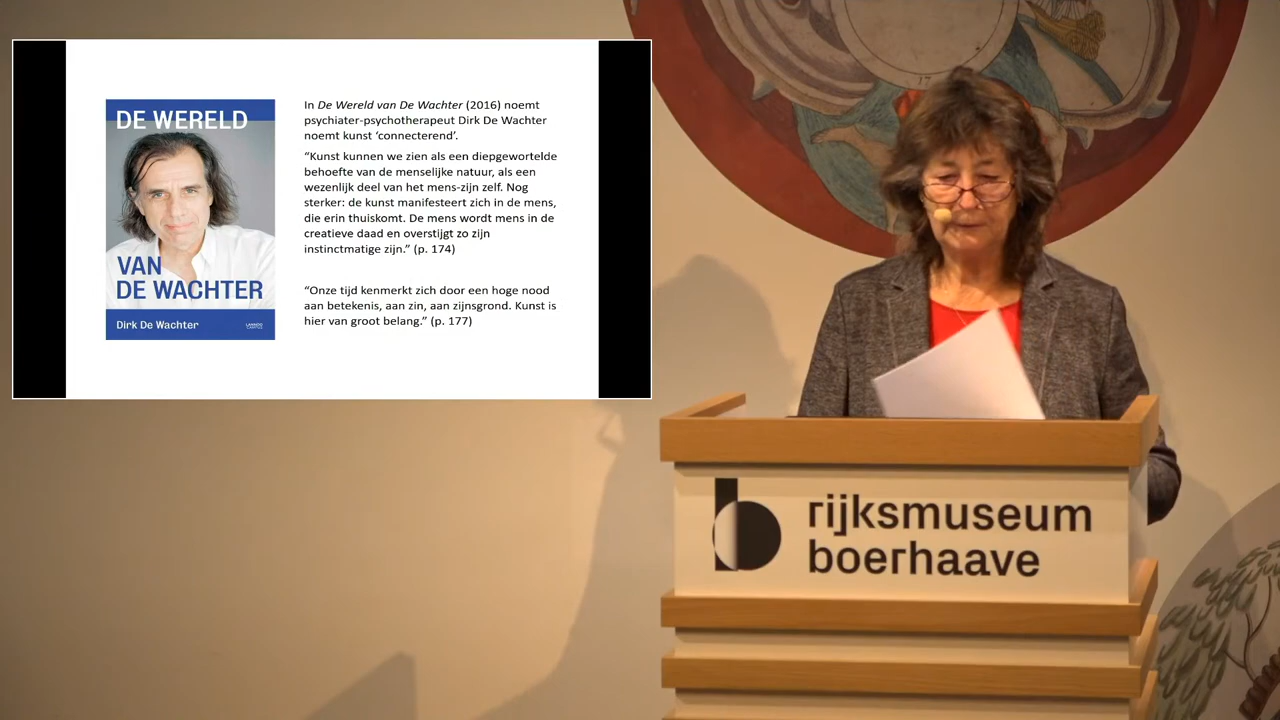 DE WERELD
VAN
DE WACHTER
Dirk De Wachter
In De Wereld van De Wachter (2016) noemt
psychiater-psychotherapeut Dirk De Wachter
noemt kunst ‘connecterend’.
“Kunst kunnen we zien als een diepgewortelde
behoefte van de menselijke natuur, als een
wezenlijk deel van het mens-zijn zelf. Nog
sterker: de kunst manifesteert zich in de mens,
die erin thuiskomt. De mens wordt mens in de
creatieve daad en overstijgt zo zijn
instinctmatige zijn.” (p. 174)
“Onze tijd kenmerkt zich door een hoge nood
aan betekenis, aan zin, aan zijnsgrond. Kunst is
hier van groot belang.” (p. 177)
b
rijksmuseum
boerhaave